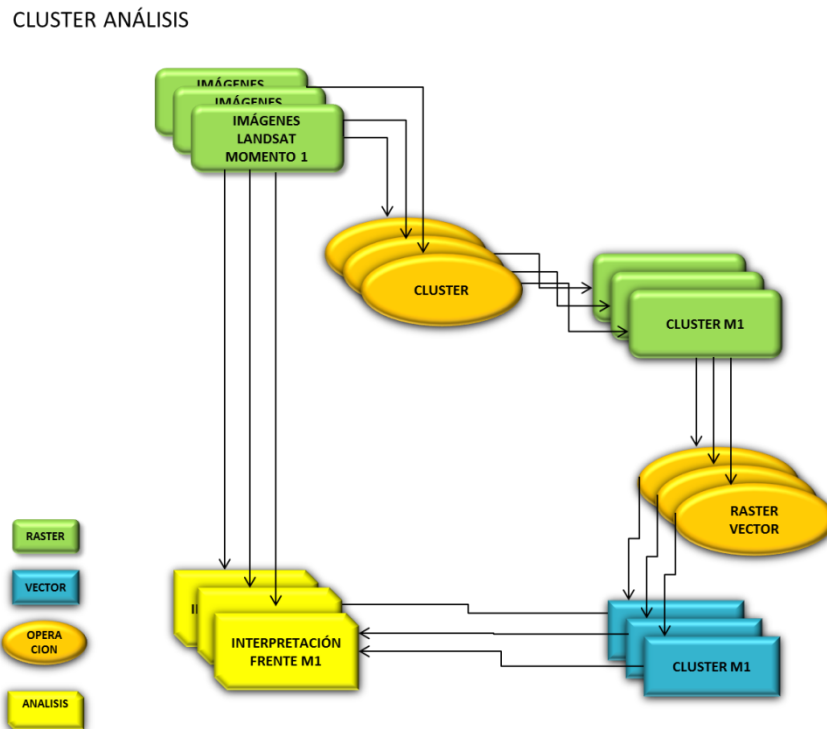 CLUSTER ANÁLISIS
IMÁGENES
IMÁGENES
IMÁGENES
LANDSAT
MOMENTO 1
CLUSTER
CLUSTER M1
RASTER
VECTOR
RASTER
VECTOR
OPERA
CION
ANALISIS
INTERPRETACIÓN
FRENTE M1
CLUSTER M1